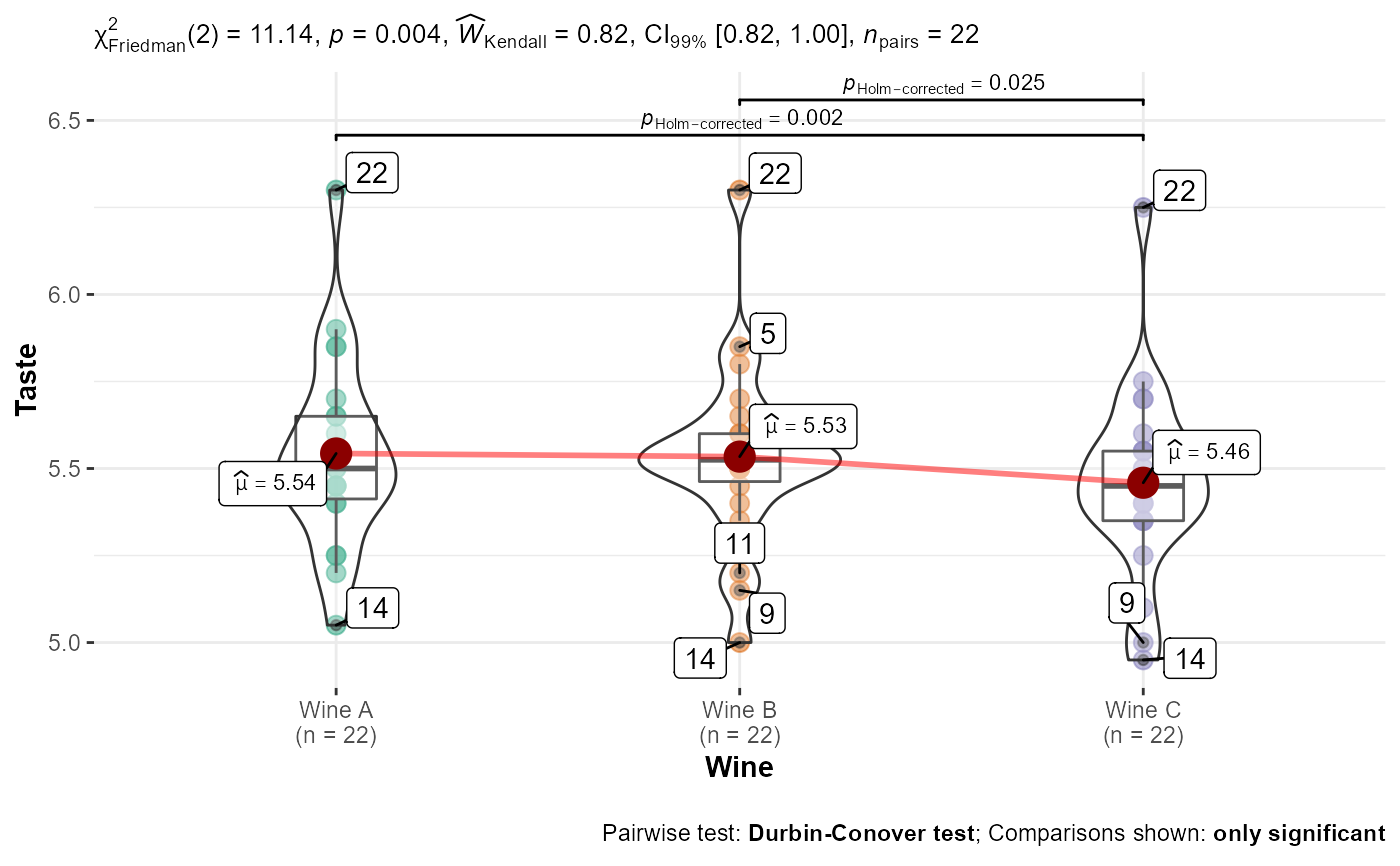 χ²Friedman(2) = 11.14, p = 0.004, ŴKendall = 0.82, CI99% [0.82, 1.00], npairs = 22
pHolm−corrected = 0.025
pHolm−corrected = 0.002
6.5
6.0
5.5
5.0
Taste
22
22
22
5
μ̂ = 5.53
μ̂ = 5.46
μ̂ = 5.54
11
14
9
9
14
14
Wine A
(n = 22)
Wine B
(n = 22)
Wine C
(n = 22)
Wine
Pairwise test: Durbin-Conover test; Comparisons shown: only significant